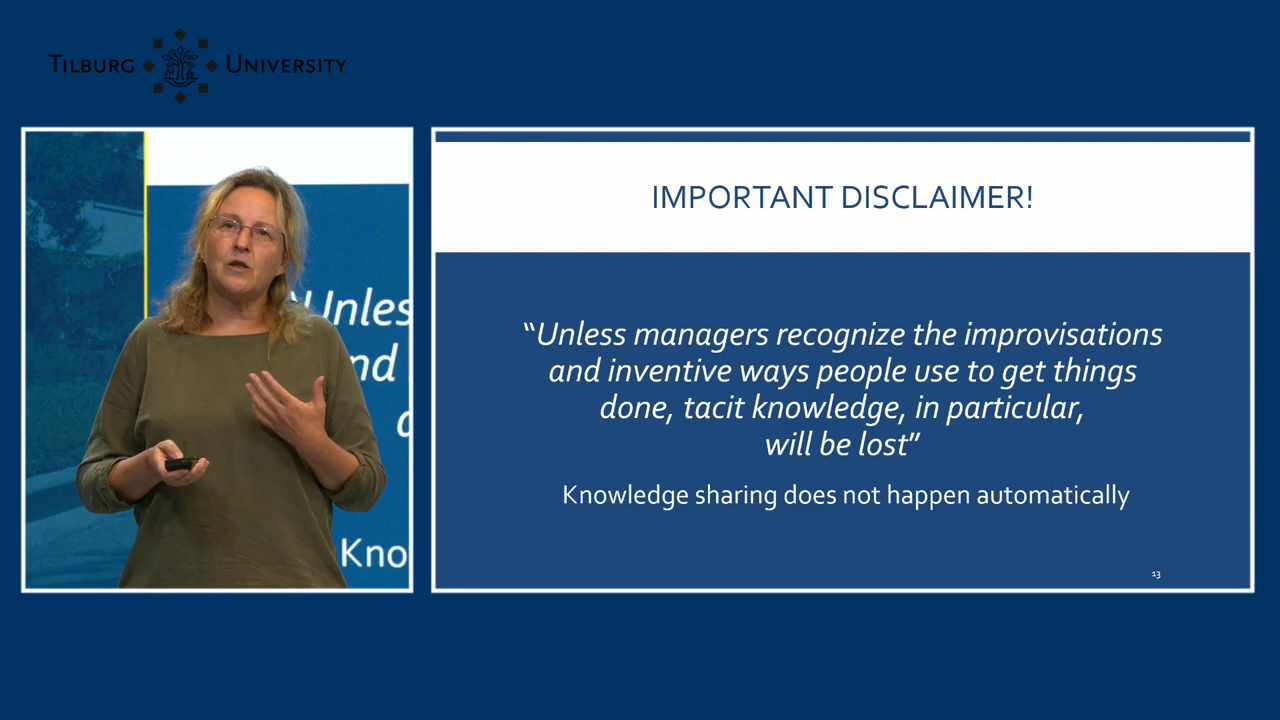 TILBURG UNIVERSITY
Unles
nd
Kno
IMPORTANT DISCLAIMER!
“Unless managers recognize the improvisations
and inventive ways people use to get things
done, tacit knowledge, in particular,
will be lost”
Knowledge sharing does not happen automatically
13